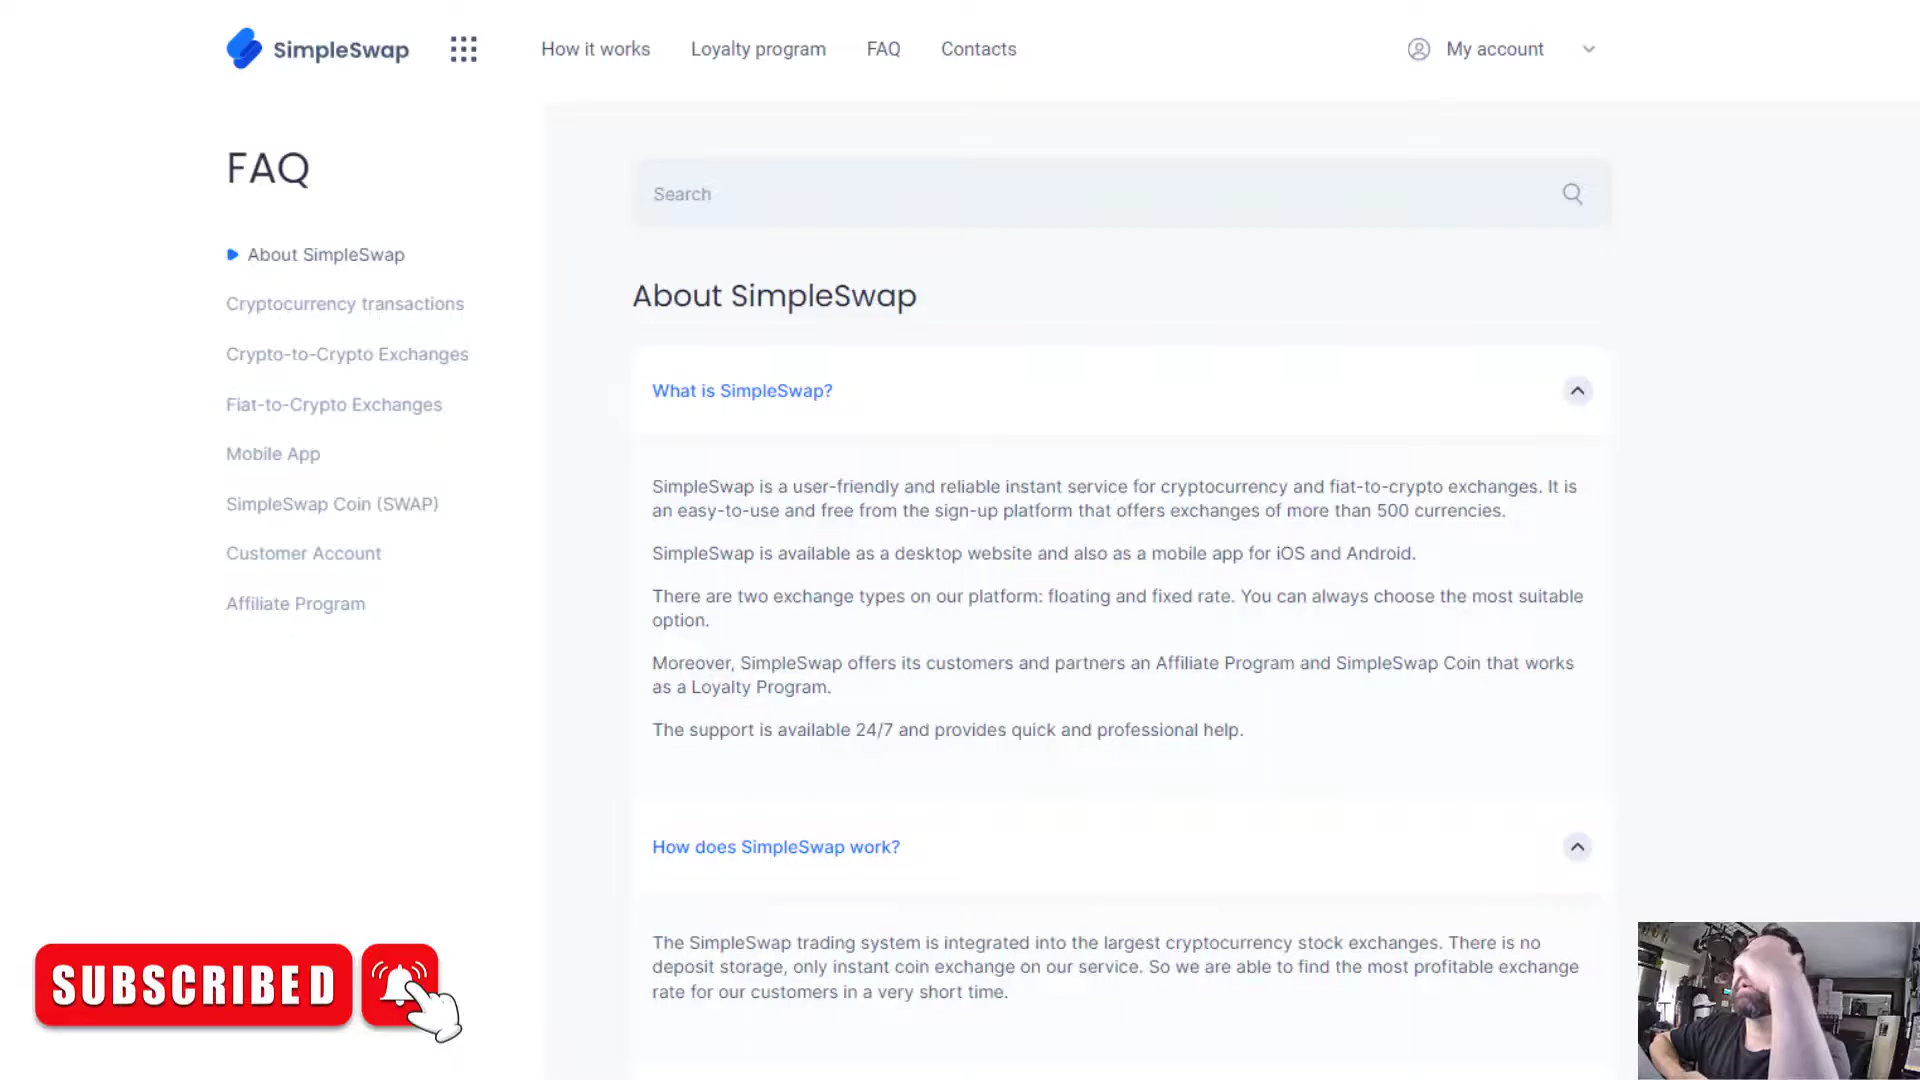 SimpleSwap
How it works
Loyalty program
FAQ
Contacts
My account
FAQ
About SimpleSwap
Cryptocurrency transactions
Crypto-to-Crypto Exchanges
Fiat-to-Crypto Exchanges
Mobile App
SimpleSwap Coin (SWAP)
Customer Account
Affiliate Program
Search
About SimpleSwap
What is SimpleSwap?
SimpleSwap is a user-friendly and reliable instant service for cryptocurrency and fiat-to-crypto exchanges. It is
an easy-to-use and free from the sign-up platform that offers exchanges of more than 500 currencies.
SimpleSwap is available as a desktop website and also as a mobile app for iOS and Android.
There are two exchange types on our platform: floating and fixed rate. You can always choose the most suitable
option.
Moreover, SimpleSwap offers its customers and partners an Affiliate Program and SimpleSwap Coin that works
as a Loyalty Program.
The support is available 24/7 and provides quick and professional help.
How does SimpleSwap work?
The SimpleSwap trading system is integrated into the largest cryptocurrency stock exchanges. There is no
deposit storage, only instant coin exchange on our service. So we are able to find the most profitable exchange
rate for our customers in a very short time.
SUBSCRIBED